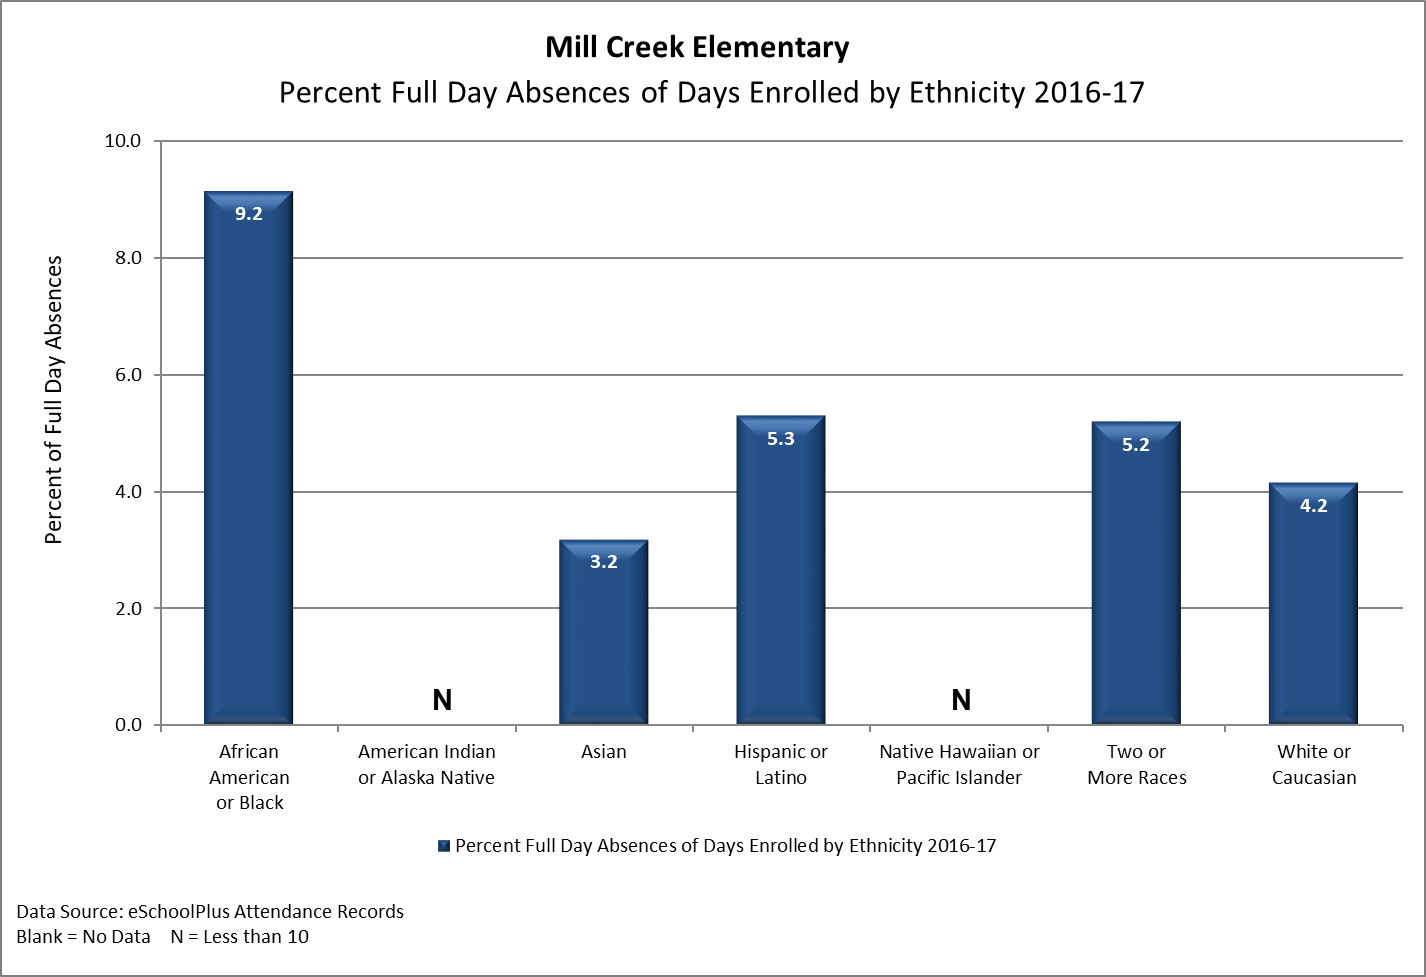 Mill Creek Elementary
Percent Full Day Absences of Days Enrolled by Ethnicity 2016-17
Percent of Full Day Absences
10.0
8.0
6.0
4.0
2.0
0.0
9.2
N
3.2
5.3
N
5.2
4.2
African
American
or Black
American Indian
or Alaska Native
Asian
Hispanic or
Latino
Native Hawaiian or
Pacific Islander
Two or
More Races
White or
Caucasian
Percent Full Day Absences of Days Enrolled by Ethnicity 2016-17
Data Source: eSchoolPlus Attendance Records
Blank = No Data    N = Less than 10